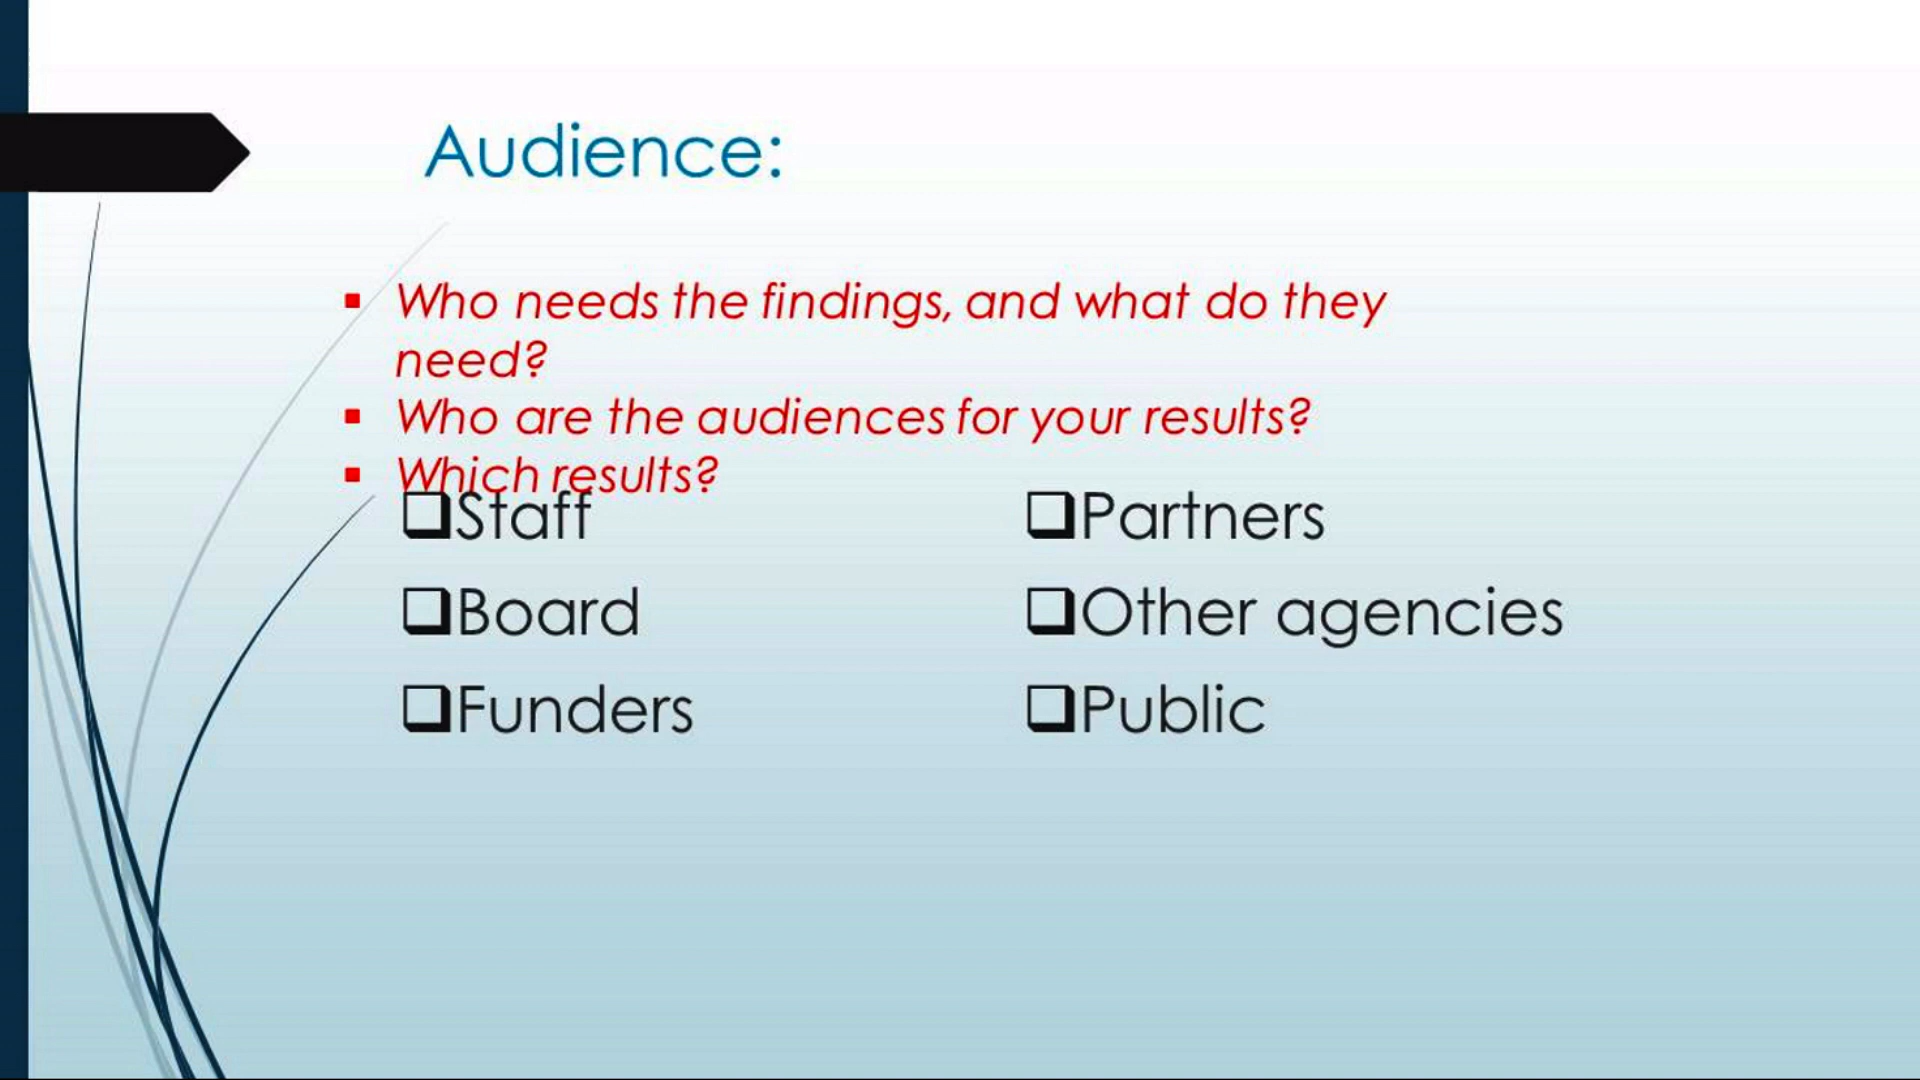 Audience:
Who needs the findings, and what do they
need?
Who are the audiences for your results?
Which results?
Staff
Board
Funders
Partners
Other agencies
Public